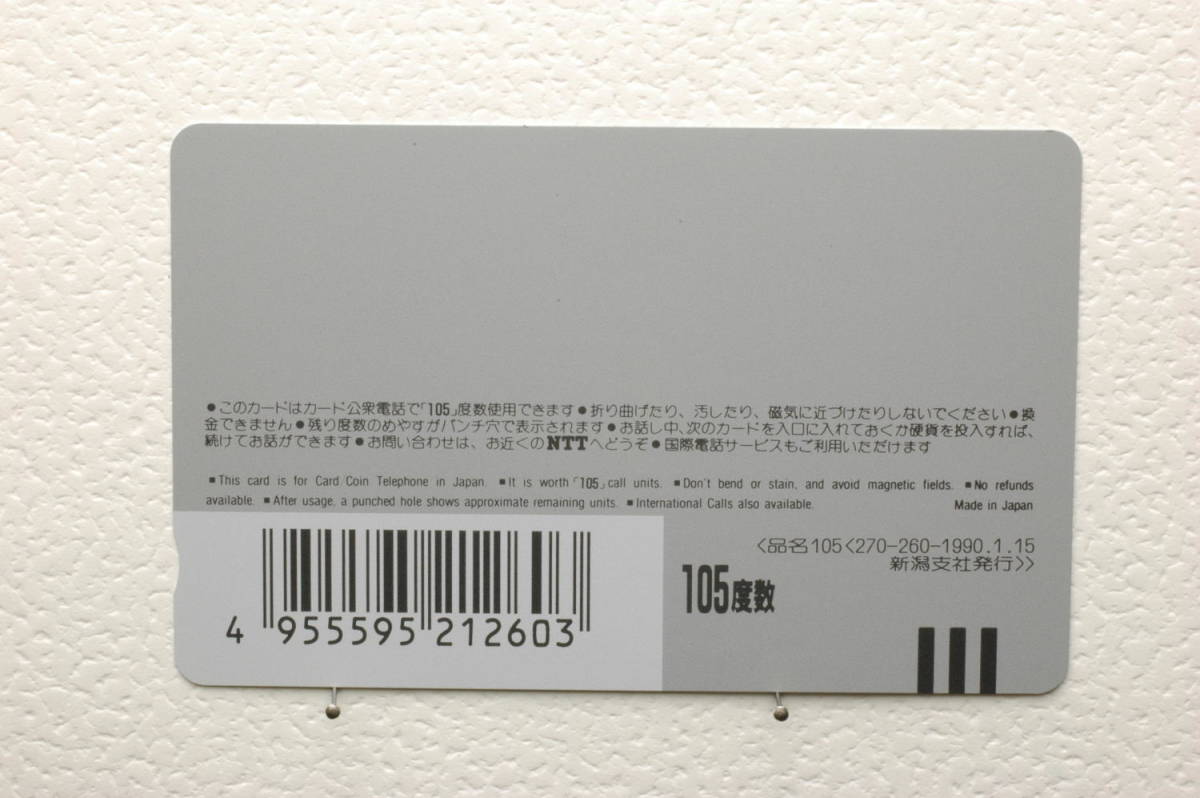 ●このカードはカード公衆電話で「105」度数使用できます●折り曲げたり、汚したり、磁気に近づけたりしないでください●換
金できません●残り度数のめやすがパンチ穴で表示されます●お話し中、次のカードを入口に入れておくか硬貨を投入すれば、
続けてお話ができます●お問い合わせは、お近くのNTTへどうぞ●国際電話サービスもご利用いただけます
■This card is for Card/Coin Telephone in Japan. ■It is worth「105」call units. ■Don't bend or stain, and avoid magnetic fields. ■No refunds
available. ■After usage, a punched hole shows approximate remaining units. ■International Calls also available. Made in Japan
〈品名105〈270-260-1990.1.15
新潟支社発行〉〉
105度数
4 955595 212603